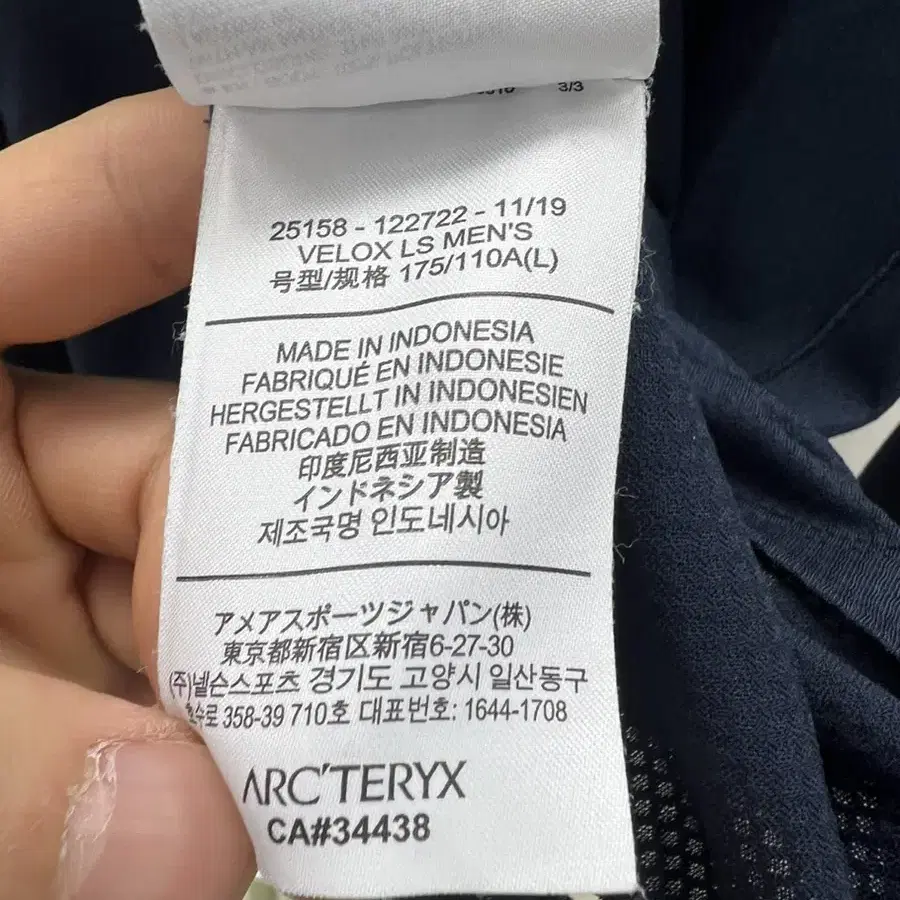 3/3
25158 - 122722 - 11/19
VELOX LS MEN'S
号型/规格 175/110A(L)
MADE IN INDONESIA
FABRIQUÉ EN INDONESIE
HERGESTELLT IN INDONESIEN
FABRICADO EN INDONESIA
印度尼西亚制造
インドネシア製
제조국명 인도네시아
アメアスポーツジャパン(株)
東京都新宿区新宿6-27-30
(주)넬슨스포츠 경기도 고양시 일산동구
호수로 358-39 710호 대표번호: 1644-1708
ARC'TERYX
CA#34438